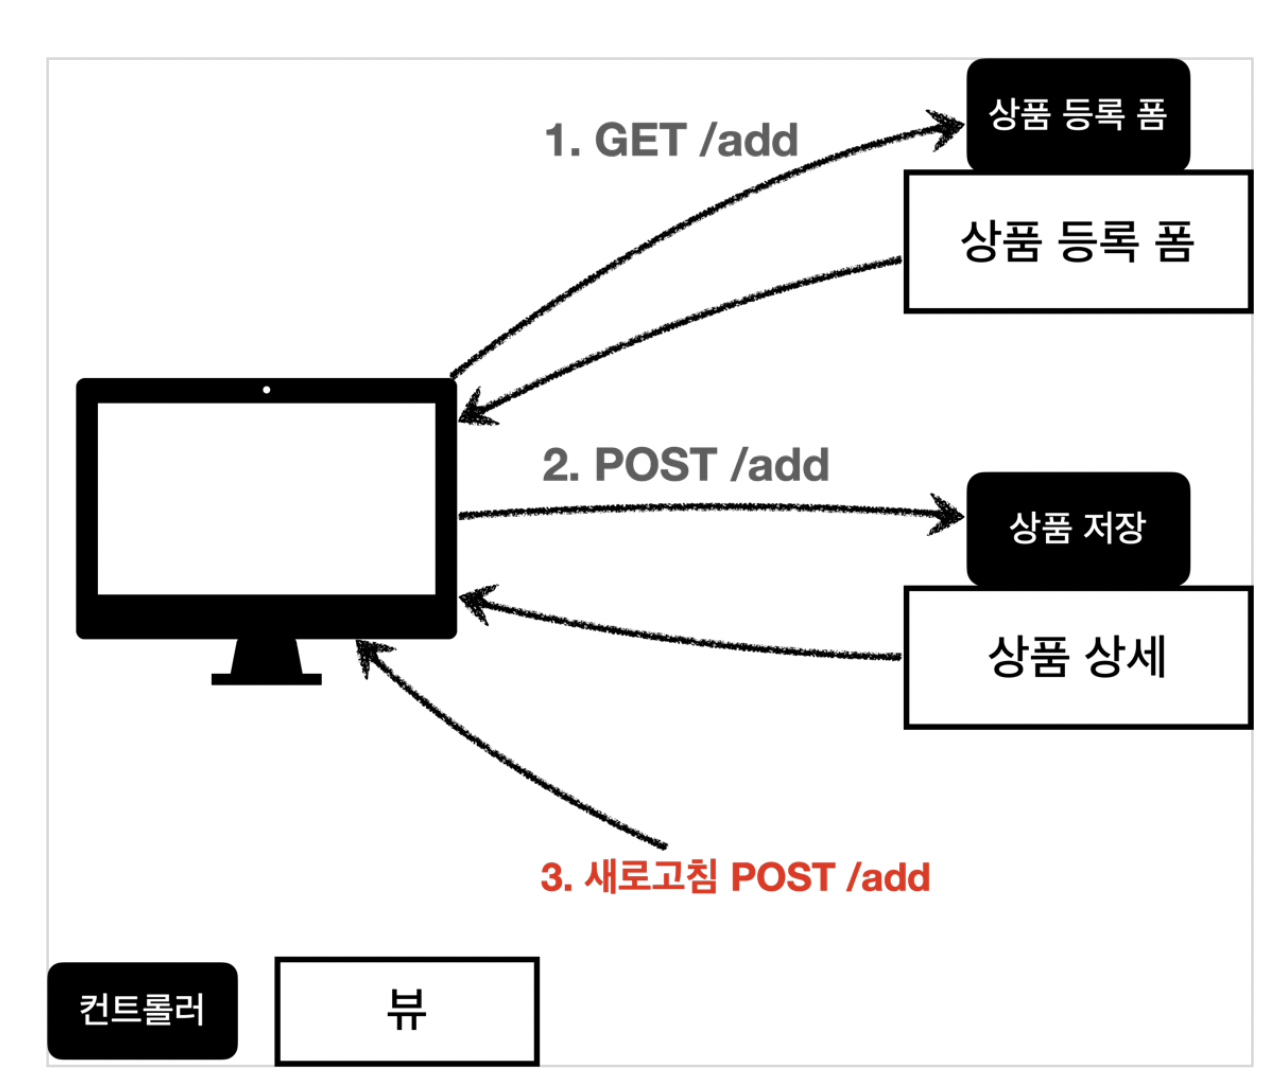 1. GET /add
상품 등록 폼
상품 등록 폼
2. POST /add
상품 저장
상품 상세
3. 새로고침 POST /add
컨트롤러
뷰